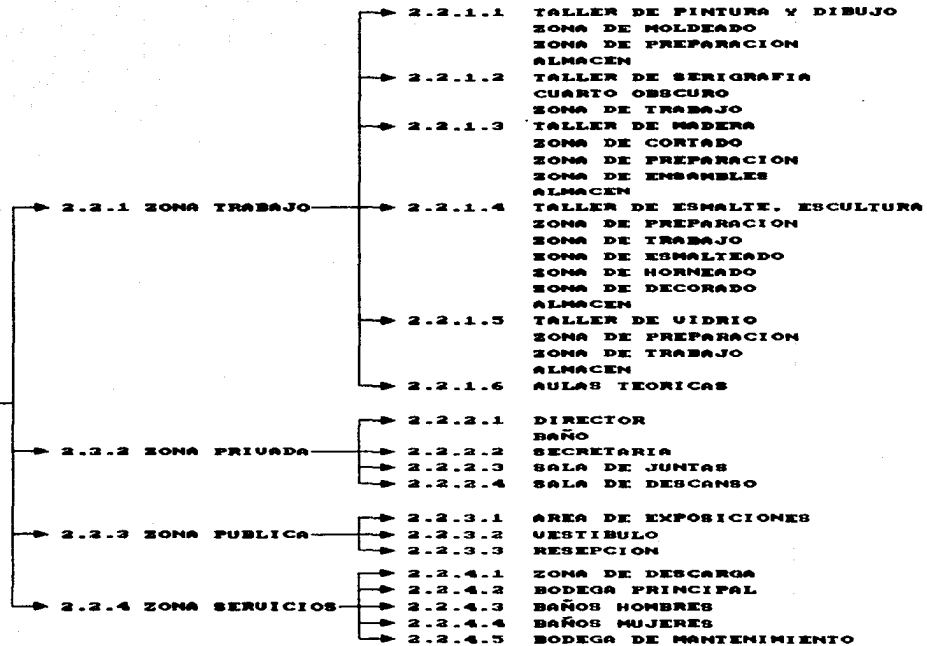 2.2.1.1 TALLER DE PINTURA Y DIBUJO
ZONA DE MOLDEADO
ZONA DE PREPARACION
ALMACEN
2.2.1.2 TALLER DE SERIGRAFIA
CUARTO OBSCURO
ZONA DE TRABAJO
2.2.1.3 TALLER DE MADERA
ZONA DE CORTADO
ZONA DE PREPARACION
ZONA DE ENSAMBLES
ALMACEN
2.2.1 ZONA TRABAJO 2.2.1.4 TALLER DE ESMALTE, ESCULTURA
ZONA DE PREPARACION
ZONA DE TRABAJO
ZONA DE ESMALTEADO
ZONA DE HORNEADO
ZONA DE DECORADO
ALMACEN
2.2.1.5 TALLER DE VIDRIO
ZONA DE PREPARACION
ZONA DE TRABAJO
ALMACEN
2.2.1.6 AULAS TEORICAS
2.2.2.1 DIRECTOR
BAÑO
2.2.2 ZONA PRIVADA 2.2.2.2 SECRETARIA
2.2.2.3 SALA DE JUNTAS
2.2.2.4 SALA DE DESCANSO
2.2.3.1 AREA DE EXPOSICIONES
2.2.3 ZONA PUBLICA 2.2.3.2 VESTIBULO
2.2.3.3 RESEPCION
2.2.4.1 ZONA DE DESCARGA
2.2.4.2 BODEGA PRINCIPAL
2.2.4 ZONA SERVICIOS 2.2.4.3 BAÑOS HOMBRES
2.2.4.4 BAÑOS MUJERES
2.2.4.5 BODEGA DE MANTENIMIENTO